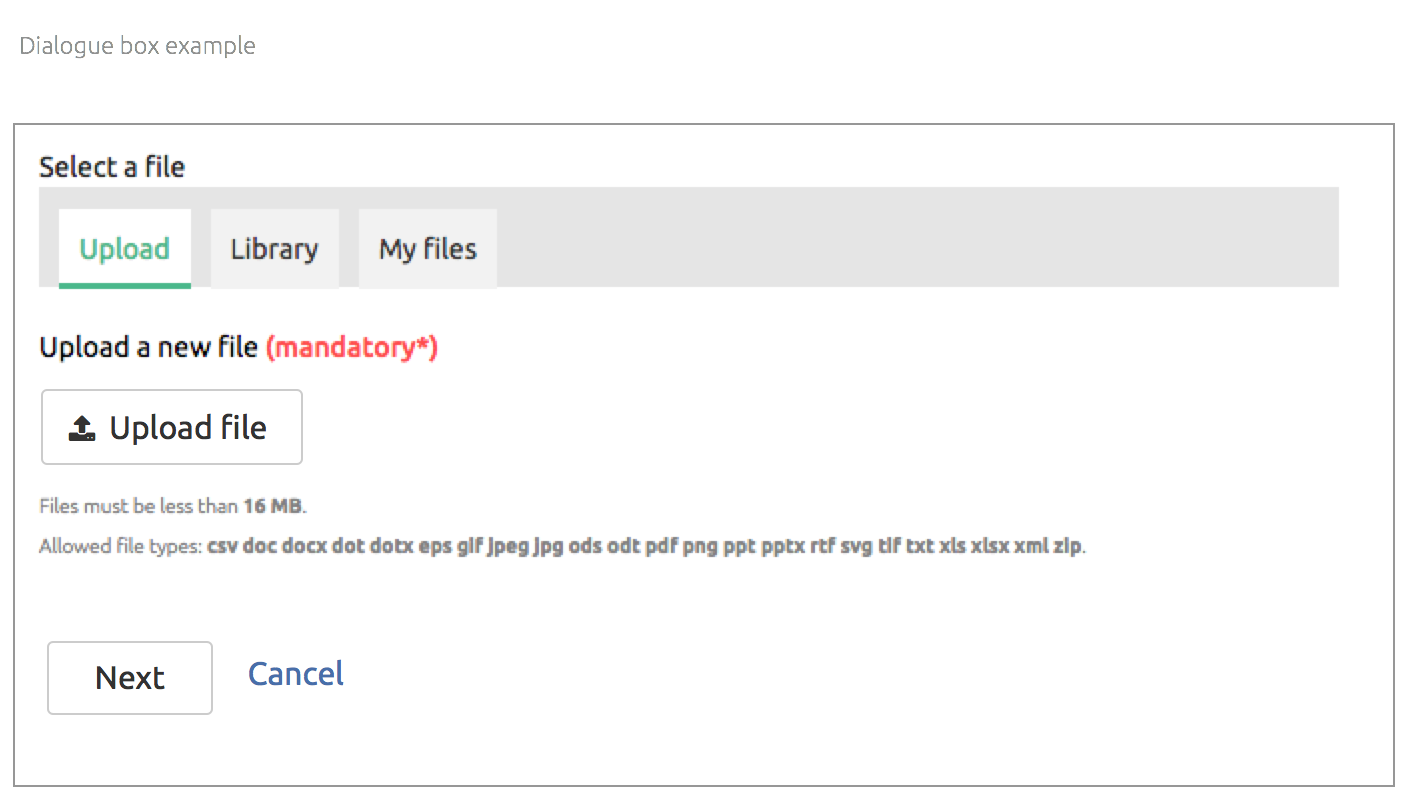 Dialogue box example
Select a file
Upload Library My files
Upload a new file (mandatory*)
Upload file
Files must be less than 16 MB.
Allowed file types: csv doc docx dot dotx eps gif jpeg jpg ods odt pdf png ppt pptx rtf svg tif txt xls xlsx xml zip.
Next Cancel